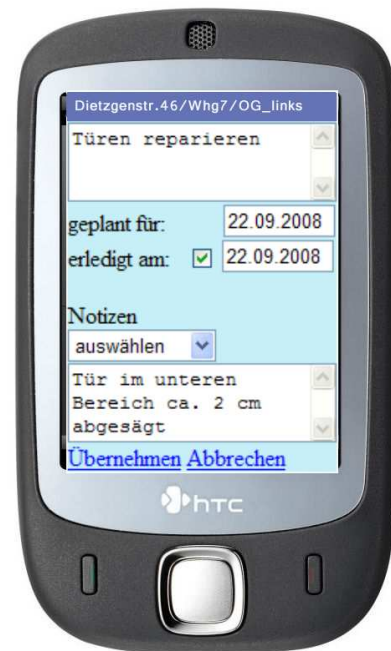 Dietzgenstr.46/Whg7/OG_links
Türen reparieren
geplant für: 22.09.2008
erledigt am: 22.09.2008
Notizen
auswählen
Tür im unteren
Bereich ca. 2 cm
abgesägt
Übernehmen Abbrechen
hTC